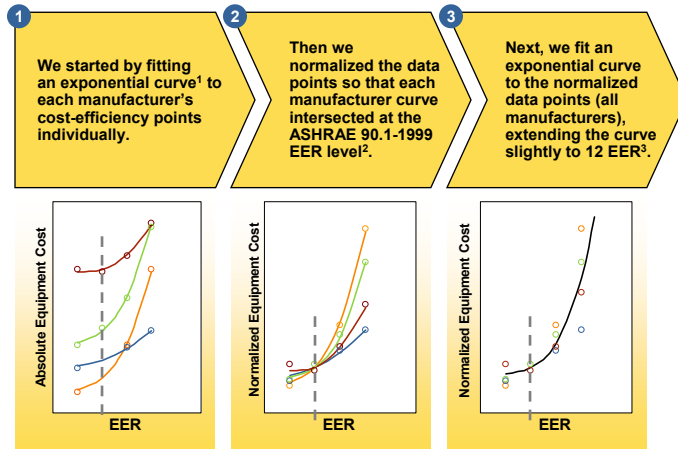 1
We started by fitting
an exponential curve¹ to
each manufacturer's
cost-efficiency points
individually.
2
Then we
normalized the data
points so that each
manufacturer curve
intersected at the
ASHRAE 90.1-1999
EER level².
3
Next, we fit an
exponential curve
to the normalized
data points (all
manufacturers),
extending the curve
slightly to 12 EER³.
Absolute Equipment Cost
EER
Normalized Equipment Cost
EER
Normalized Equipment Cost
EER